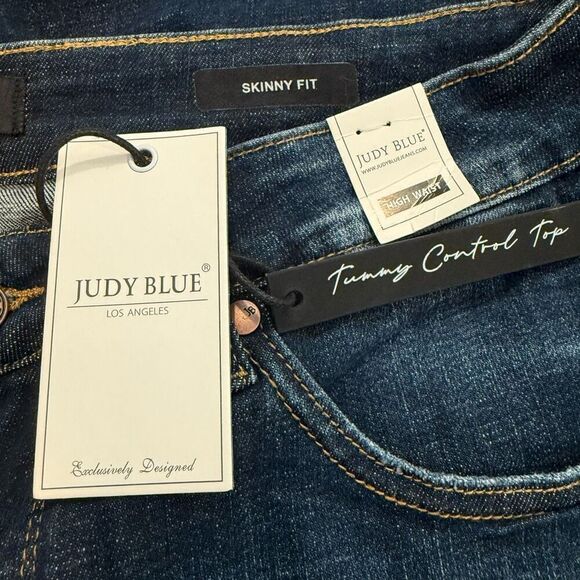 SKINNY FIT
JUDY BLUE®
WWW.JUDYBLUEJEANS.COM
HIGH WAIST
Tummy Control Top
JUDY BLUE®
LOS ANGELES
Exclusively Designed